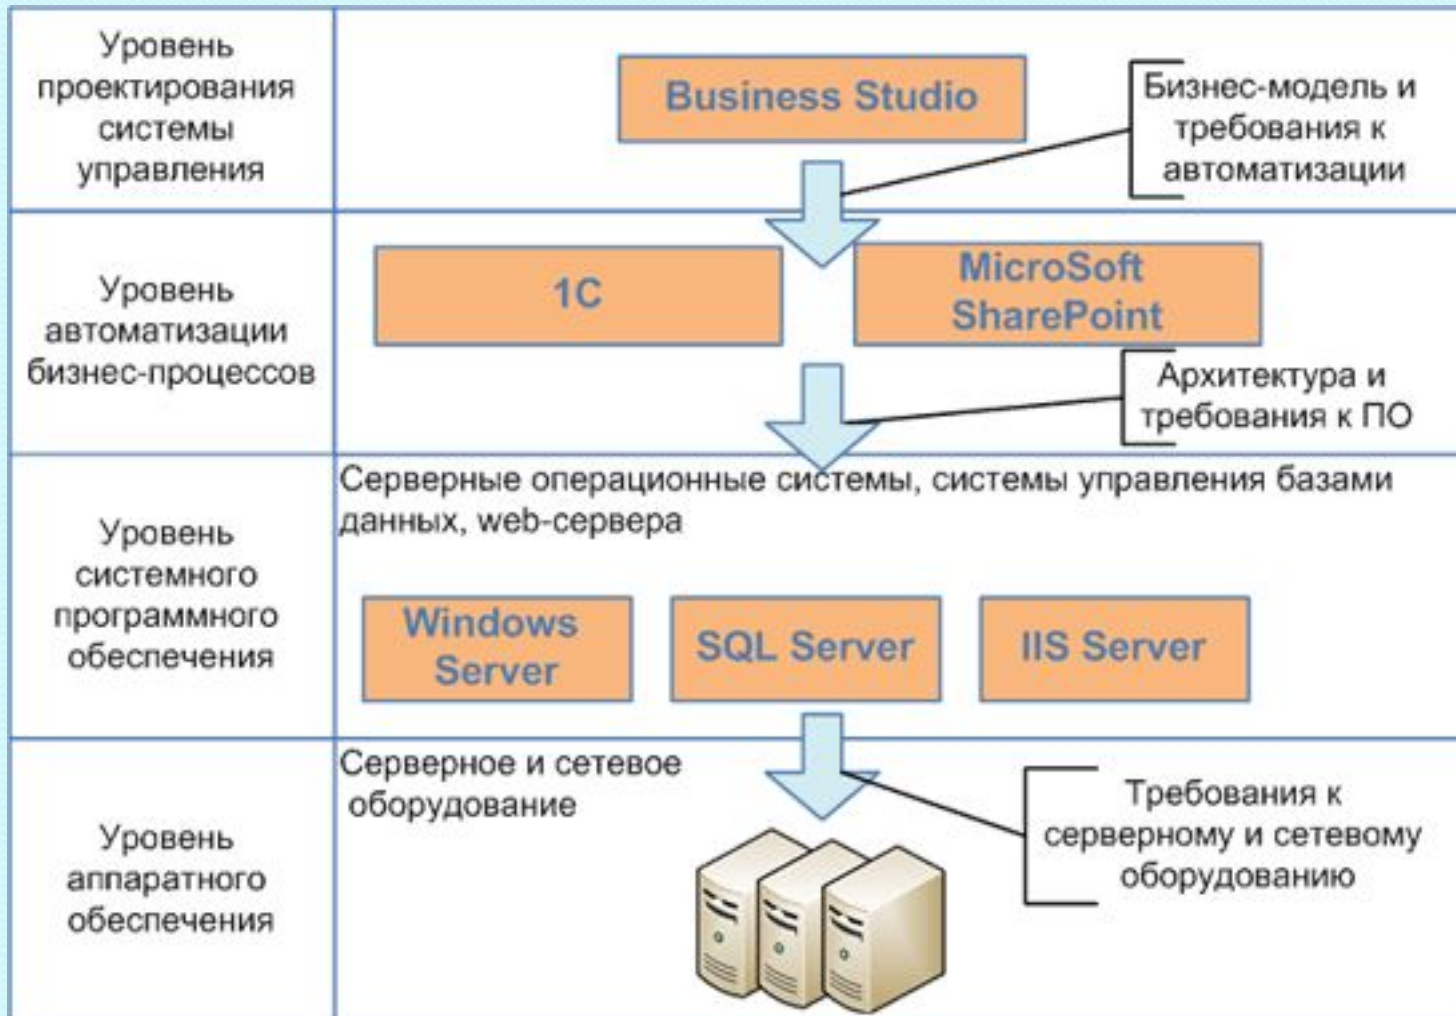 Уровень
проектирования
системы
управления
Business Studio
Бизнес-модель и
требования к
автоматизации
Уровень
автоматизации
бизнес-процессов
1С
MicroSoft
SharePoint
Архитектура и
требования к ПО
Уровень
системного
программного
обеспечения
Серверные операционные системы, системы управления базами
данных, web-сервера
Windows
Server
SQL Server
IIS Server
Уровень
аппаратного
обеспечения
Серверное и сетевое
оборудование
Требования к
серверному и сетевому
оборудованию